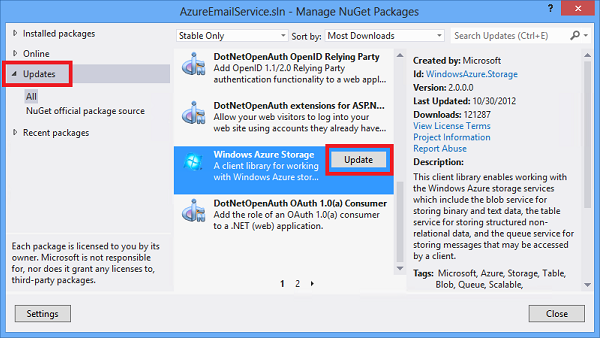 AzureEmailService.sln - Manage NuGet Packages
Installed packages
Online
Updates
All
NuGet official package source
Recent packages
Each package is licensed to you by its
owner. Microsoft is not responsible
for, nor does it grant any licenses to,
third-party packages.
Settings
Stable Only
Sort by: Most Downloads
DotNetOpenAuth OpenID Relying Party
Add OpenID 1.1/2.0 Relying Party
authentication functionality to a web appl...
DotNetOpenAuth extensions for ASP.N...
Allow your web visitors to log into your
web site using accounts they already have...
Windows Azure Storage
A client library for working
with Windows Azure stor...
Update
DotNetOpenAuth OAuth 1.0(a) Consumer
Add the role of an OAuth 1.0(a) consumer
to a .NET (web) application.
1 2
Search Updates (Ctrl+E)
Created by: Microsoft
Id: WindowsAzure.Storage
Version: 2.0.0.0
Last Updated: 10/30/2012
Downloads: 121287
View License Terms
Project Information
Report Abuse
Description:
This client library enables working
with the Windows Azure storage services
which include the blob service for
storing binary and text data, the table
service for storing structured non-
relational data, and the queue service for
storing messages that may be accessed
by a client.
Tags: Microsoft, Azure, Storage, Table,
Blob, Queue, Scalable,
Close